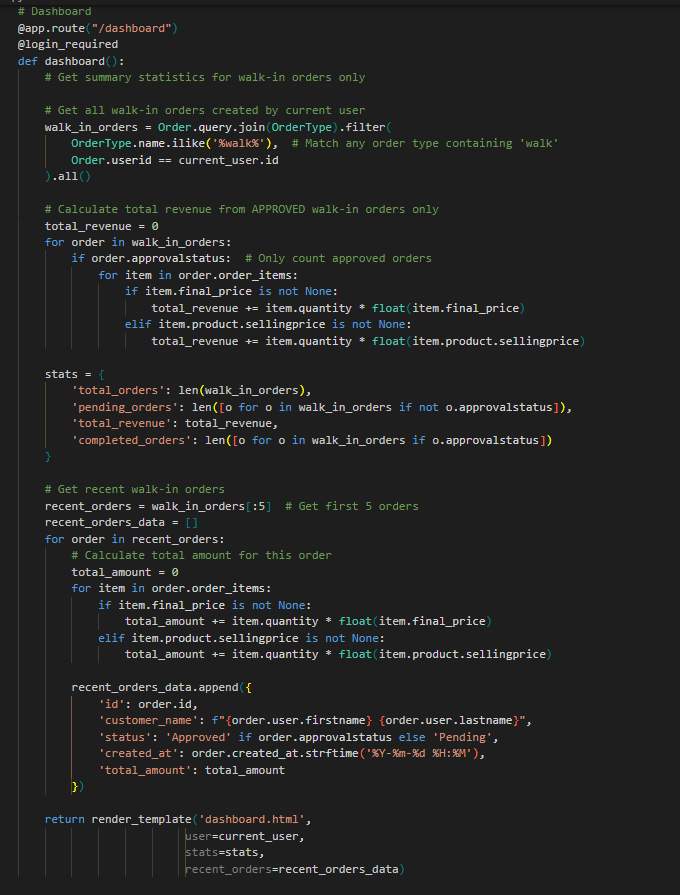 # Dashboard
@app.route("/dashboard")
@login_required
def dashboard():
    # Get summary statistics for walk-in orders only

    # Get all walk-in orders created by current user
    walk_in_orders = Order.query.join(OrderType).filter(
        OrderType.name.ilike('%walk%'),  # Match any order type containing 'walk'
        Order.userid == current_user.id
    ).all()

    # Calculate total revenue from APPROVED walk-in orders only
    total_revenue = 0
    for order in walk_in_orders:
        if order.approvalstatus:  # Only count approved orders
            for item in order.order_items:
                if item.final_price is not None:
                    total_revenue += item.quantity * float(item.final_price)
                elif item.product.sellingprice is not None:
                    total_revenue += item.quantity * float(item.product.sellingprice)

    stats = {
        'total_orders': len(walk_in_orders),
        'pending_orders': len([o for o in walk_in_orders if not o.approvalstatus]),
        'total_revenue': total_revenue,
        'completed_orders': len([o for o in walk_in_orders if o.approvalstatus])
    }

    # Get recent walk-in orders
    recent_orders = walk_in_orders[:5]  # Get first 5 orders
    recent_orders_data = []
    for order in recent_orders:
        # Calculate total amount for this order
        total_amount = 0
        for item in order.order_items:
            if item.final_price is not None:
                total_amount += item.quantity * float(item.final_price)
            elif item.product.sellingprice is not None:
                total_amount += item.quantity * float(item.product.sellingprice)

        recent_orders_data.append({
            'id': order.id,
            'customer_name': f"{order.user.firstname} {order.user.lastname}",
            'status': 'Approved' if order.approvalstatus else 'Pending',
            'created_at': order.created_at.strftime('%Y-%m-%d %H:%M'),
            'total_amount': total_amount
        })

    return render_template('dashboard.html',
                         user=current_user,
                         stats=stats,
                         recent_orders=recent_orders_data)